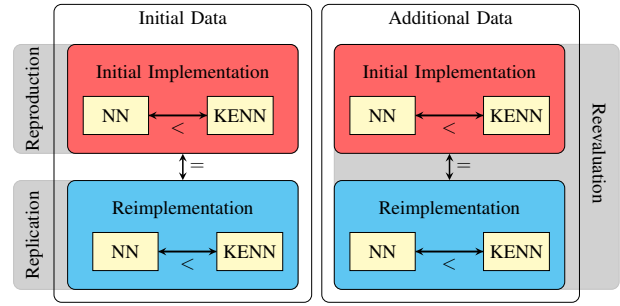 Initial Data
Additional Data
Reproduction
Initial Implementation
NN
<
KENN
Initial Implementation
NN
<
KENN
=
=
Reevaluation
Replication
Reimplementation
NN
<
KENN
Reimplementation
NN
<
KENN